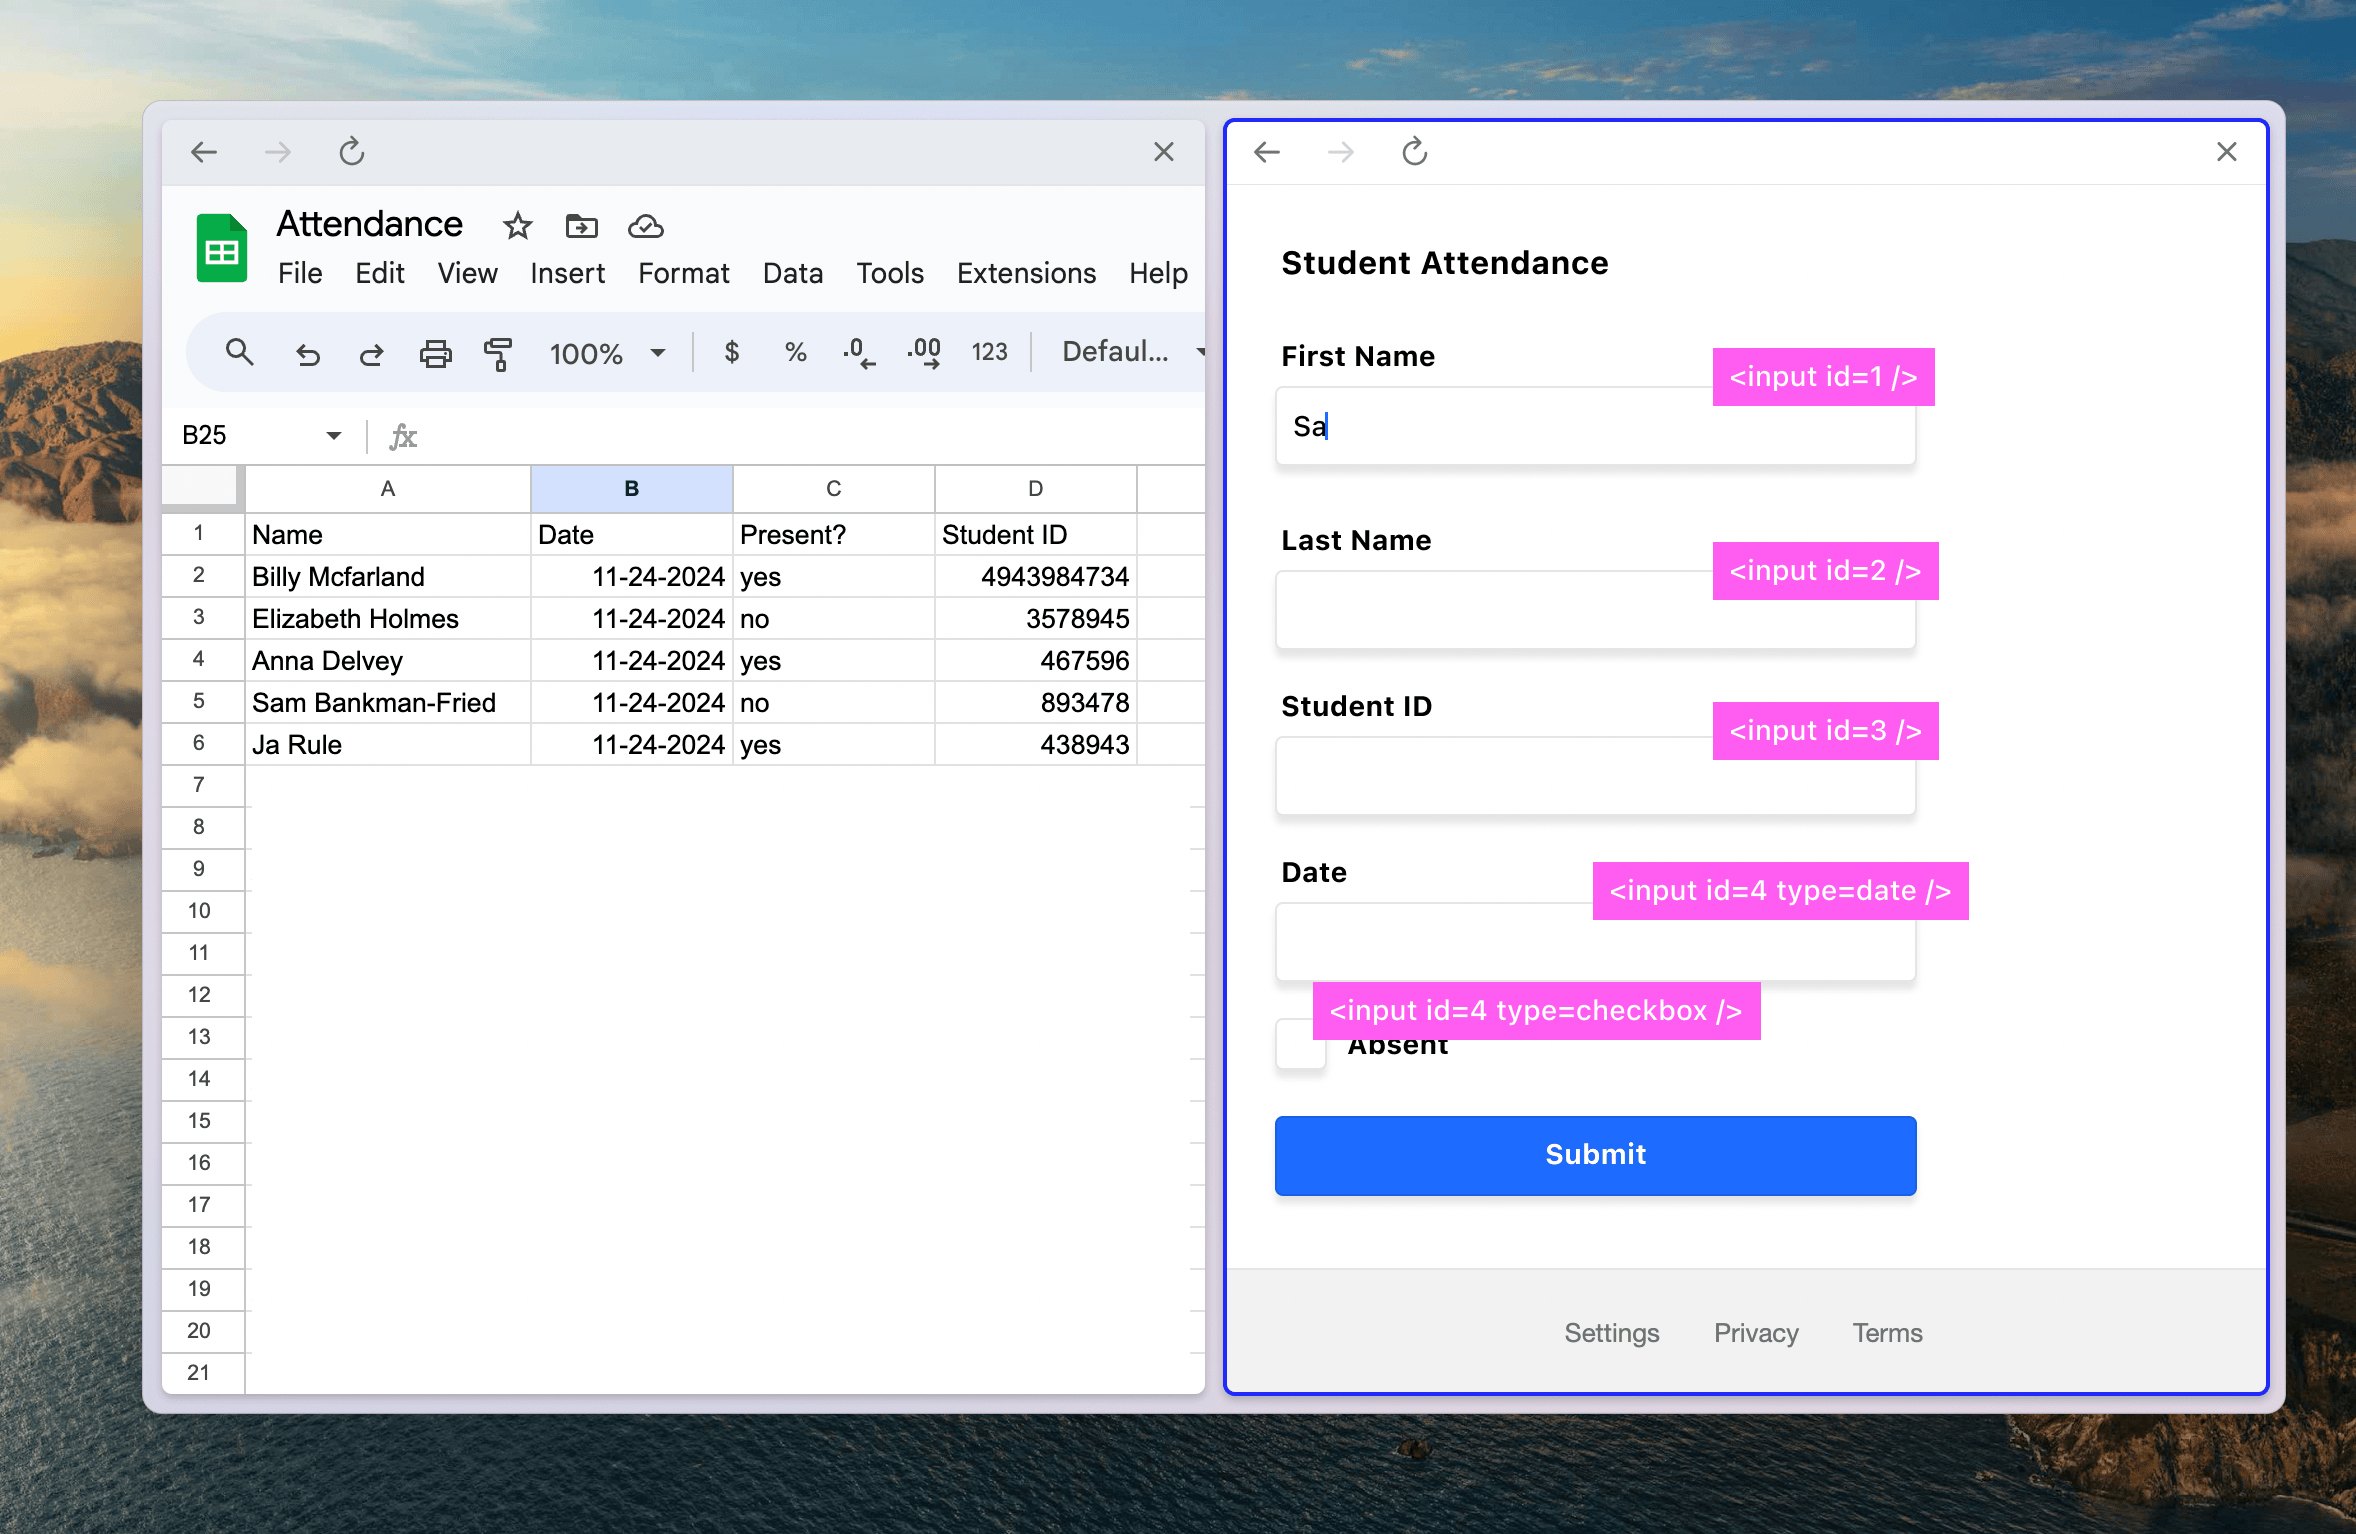 Attendance
File Edit View Insert Format Data Tools Extensions Help
100% $ % .0 .00 123 Defaul...
B25 fx
A B C D
1 Name Date Present? Student ID
2 Billy Mcfarland 11-24-2024 yes 4943984734
3 Elizabeth Holmes 11-24-2024 no 3578945
4 Anna Delvey 11-24-2024 yes 467596
5 Sam Bankman-Fried 11-24-2024 no 893478
6 Ja Rule 11-24-2024 yes 438943
7
8
9
10
11
12
13
14
15
16
17
18
19
20
21
Student Attendance
First Name
<input id=1 />
Sa
Last Name
<input id=2 />
Student ID
<input id=3 />
Date
<input id=4 type=date />
<input id=4 type=checkbox />
Absent
Submit
Settings Privacy Terms